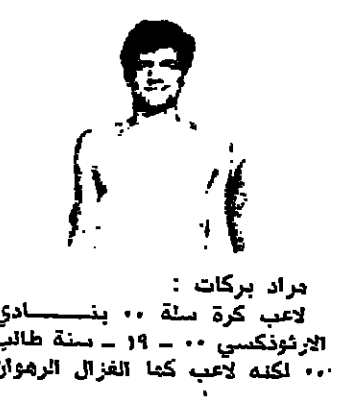 مراد بركات :
لاعب كرة سلة .. بنـــــادي
الارثوذكسي .. – ١٩ – سنة طالب
... لكنه لاعب كما الغزال الرهوان